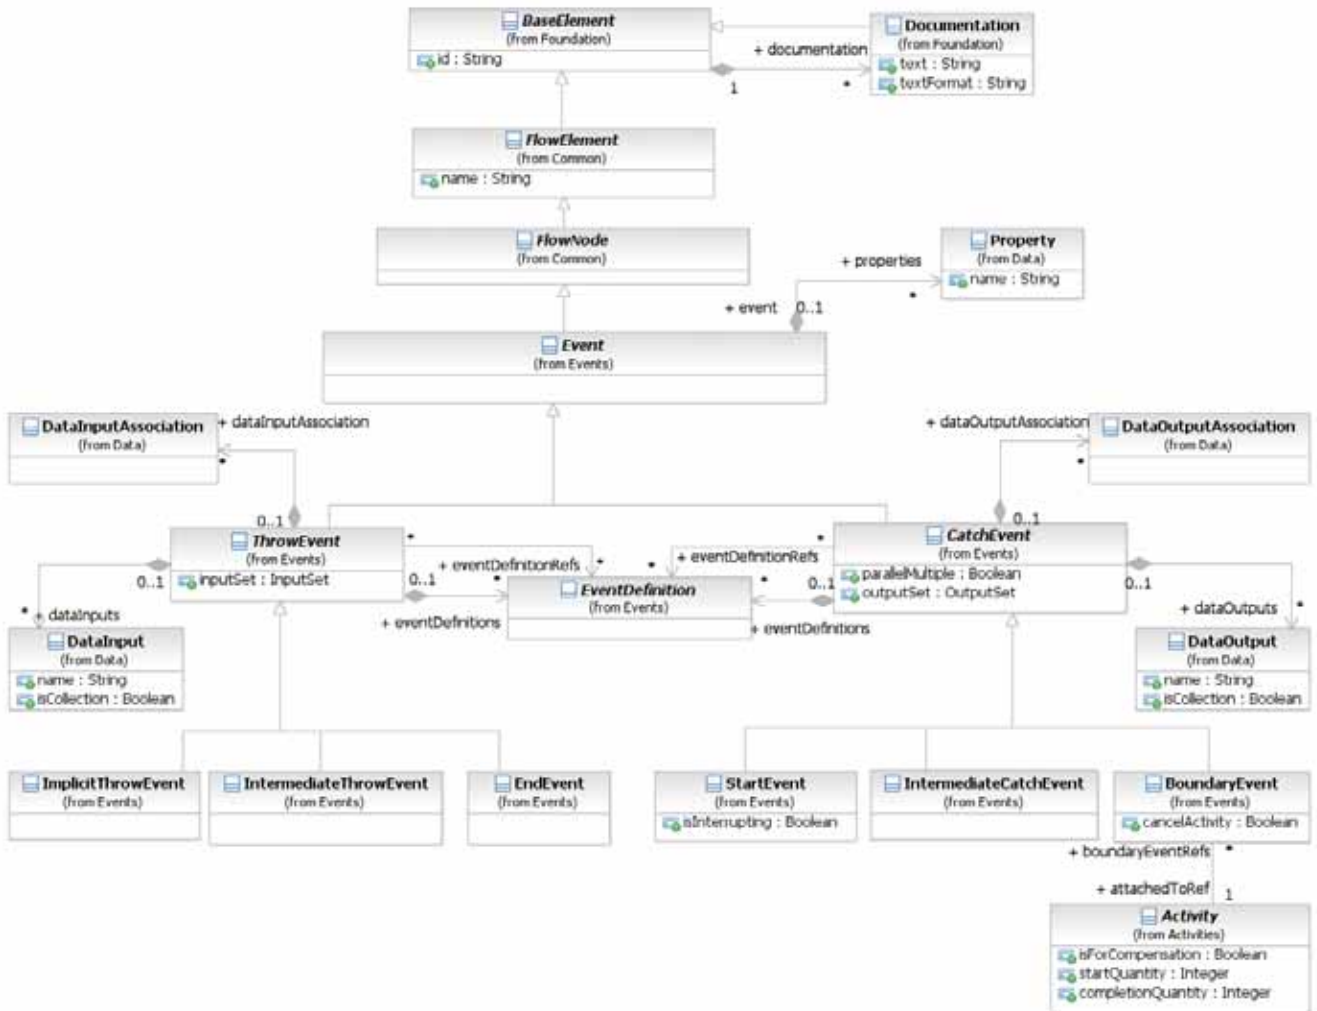 BaseElement
(from Foundation)
id : String
Documentation
(from Foundation)
text : String
textFormat : String
+ documentation
1
*
FlowElement
(from Common)
name : String
FlowNode
(from Common)
+ properties
*
Property
(from Data)
name : String
+ event
0..1
Event
(from Events)
DataInputAssociation
(from Data)
+ dataInputAssociation
*
+ dataOutputAssociation
*
DataOutputAssociation
(from Data)
0..1
0..1
ThrowEvent
(from Events)
inputSet : InputSet
*
+ eventDefinitionRefs
*
0..1
*
+ eventDefinitions
EventDefinition
(from Events)
*
+ eventDefinitionRefs
*
*
0..1
+ eventDefinitions
CatchEvent
(from Events)
parallelMultiple : Boolean
outputSet : OutputSet
0..1
*
+ dataInputs
DataInput
(from Data)
name : String
isCollection : Boolean
0..1
+ dataOutputs
*
DataOutput
(from Data)
name : String
isCollection : Boolean
ImplicitThrowEvent
(from Events)
IntermediateThrowEvent
(from Events)
EndEvent
(from Events)
StartEvent
(from Events)
isInterrupting : Boolean
IntermediateCatchEvent
(from Events)
BoundaryEvent
(from Events)
cancelActivity : Boolean
+ boundaryEventRefs
*
+ attachedToRef
1
Activity
(from Activities)
isForCompensation : Boolean
startQuantity : Integer
completionQuantity : Integer